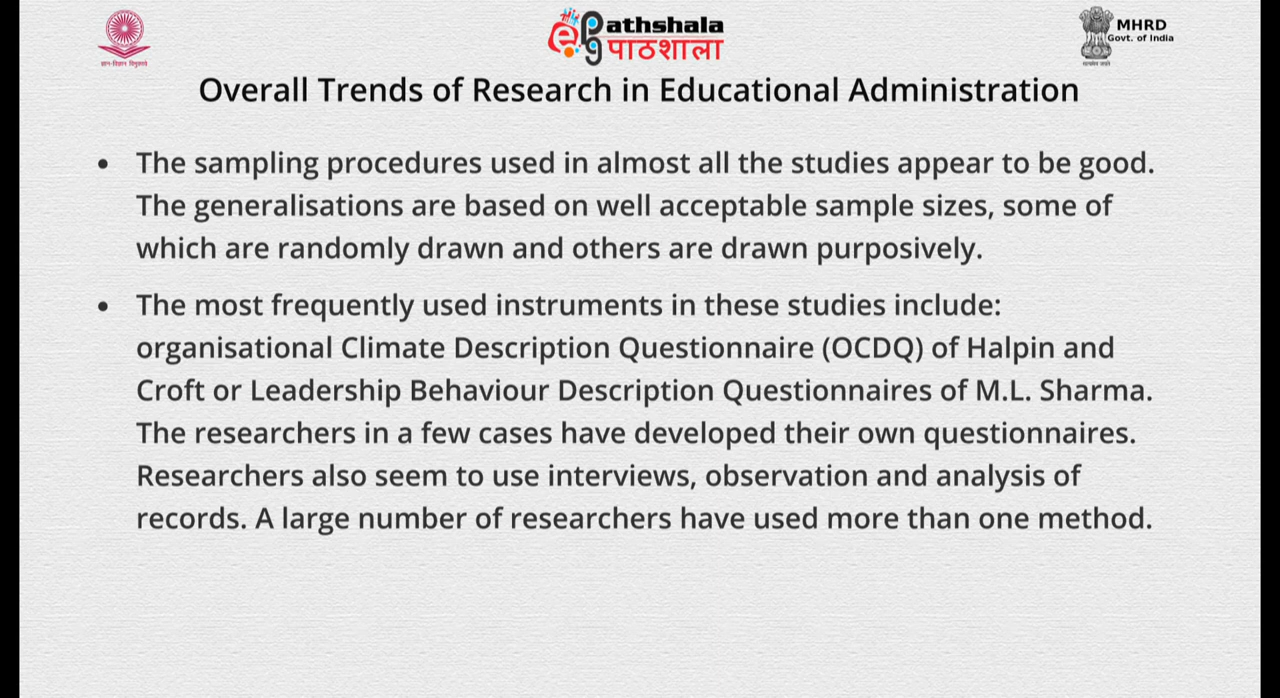 ज्ञान-विज्ञान विमुक्तये
ePathshala
पाठशाला
MHRD
Govt. of India
सत्यमेव जयते
Overall Trends of Research in Educational Administration
• The sampling procedures used in almost all the studies appear to be good.
The generalisations are based on well acceptable sample sizes, some of
which are randomly drawn and others are drawn purposively.
• The most frequently used instruments in these studies include:
organisational Climate Description Questionnaire (OCDQ) of Halpin and
Croft or Leadership Behaviour Description Questionnaires of M.L. Sharma.
The researchers in a few cases have developed their own questionnaires.
Researchers also seem to use interviews, observation and analysis of
records. A large number of researchers have used more than one method.